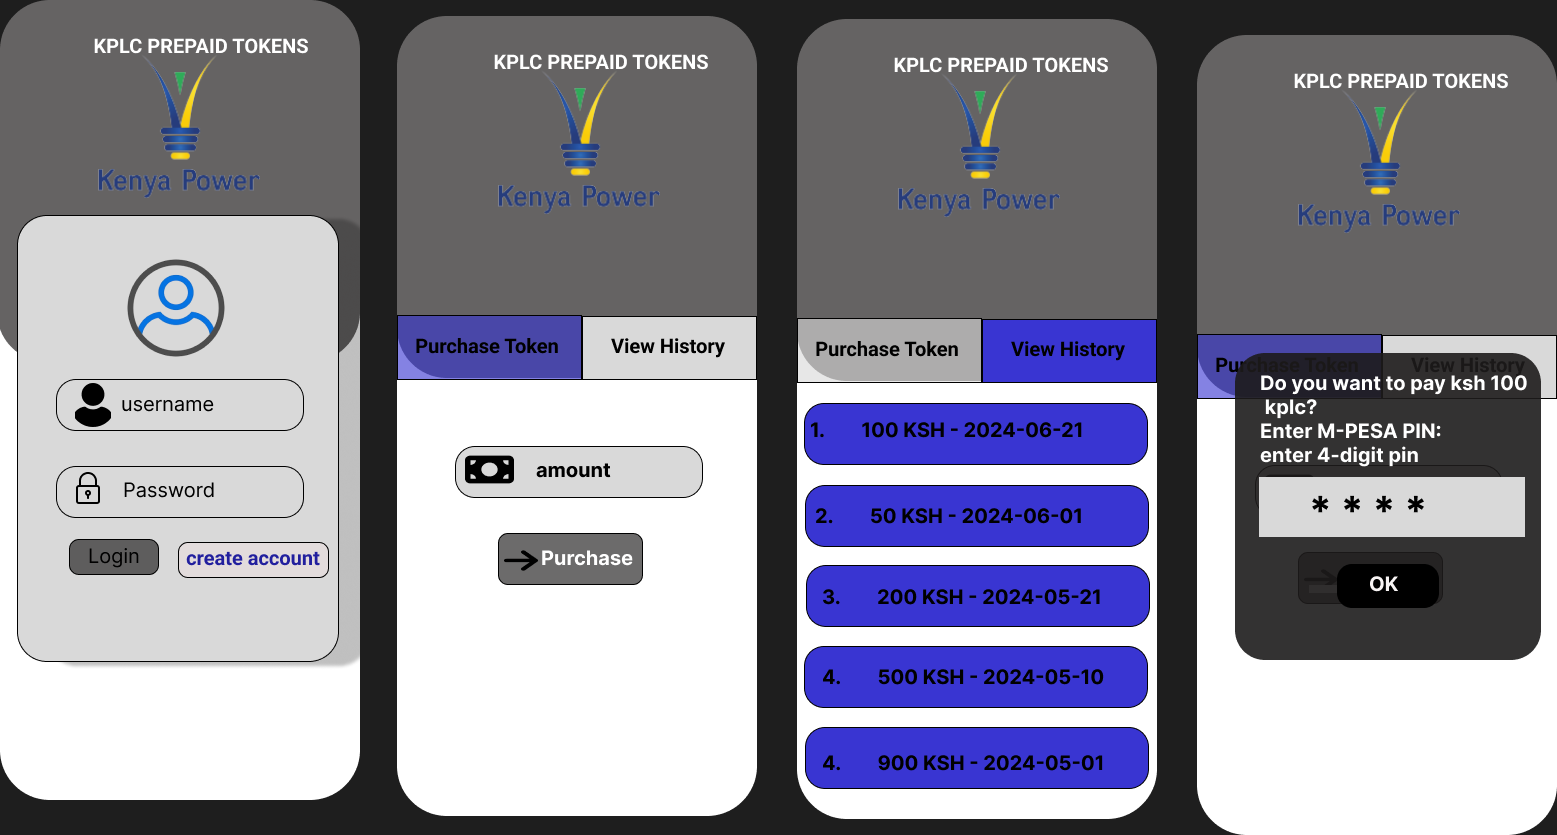 KPLC PREPAID TOKENS
Kenya Power
username
Password
Login
create account
KPLC PREPAID TOKENS
Kenya Power
Purchase Token
View History
amount
Purchase
KPLC PREPAID TOKENS
Kenya Power
Purchase Token
View History
1. 100 KSH - 2024-06-21
2. 50 KSH - 2024-06-01
3. 200 KSH - 2024-05-21
4. 500 KSH - 2024-05-10
4. 900 KSH - 2024-05-01
KPLC PREPAID TOKENS
Kenya Power
Purchase Token
View History
Do you want to pay ksh 100
kplc?
Enter M-PESA PIN:
enter 4-digit pin
* * * *
OK